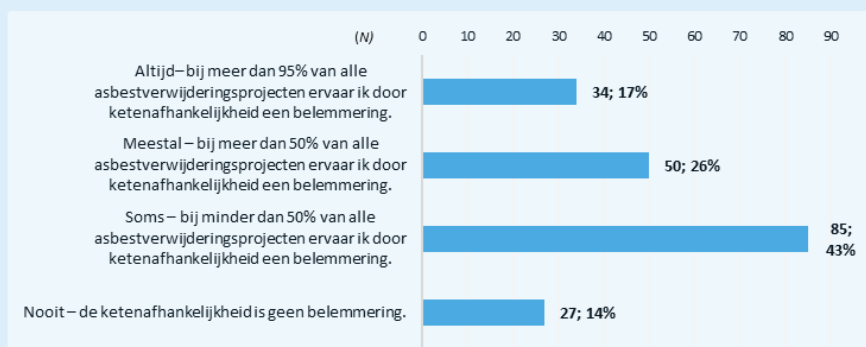 (N) 0 10 20 30 40 50 60 70 80 90
Altijd– bij meer dan 95% van alle
asbestverwijderingsprojecten ervaar ik door
ketenafhankelijkheid een belemmering.
34; 17%
Meestal – bij meer dan 50% van alle
asbestverwijderingsprojecten ervaar ik door
ketenafhankelijkheid een belemmering.
50; 26%
Soms – bij minder dan 50% van alle
asbestverwijderingsprojecten ervaar ik door
ketenafhankelijkheid een belemmering.
85;
43%
Nooit – de ketenafhankelijkheid is geen belemmering.
27; 14%